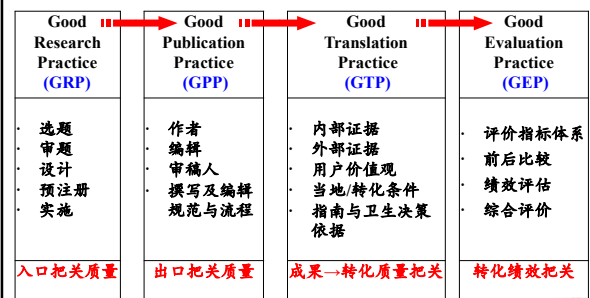 Good
Research
Practice
(GRP)
· 选题
· 审题
· 设计
· 预注册
· 实施
入口把关质量
Good
Publication
Practice
(GPP)
· 作者
· 编辑
· 审稿人
· 撰写及编辑
规范与流程
出口把关质量
Good
Translation
Practice
(GTP)
· 内部证据
· 外部证据
· 用户价值观
· 当地/转化条件
· 指南与卫生决策
依据
成果→转化质量把关
Good
Evaluation
Practice
(GEP)
· 评价指标体系
· 前后比较
· 绩效评估
· 综合评价
转化绩效把关